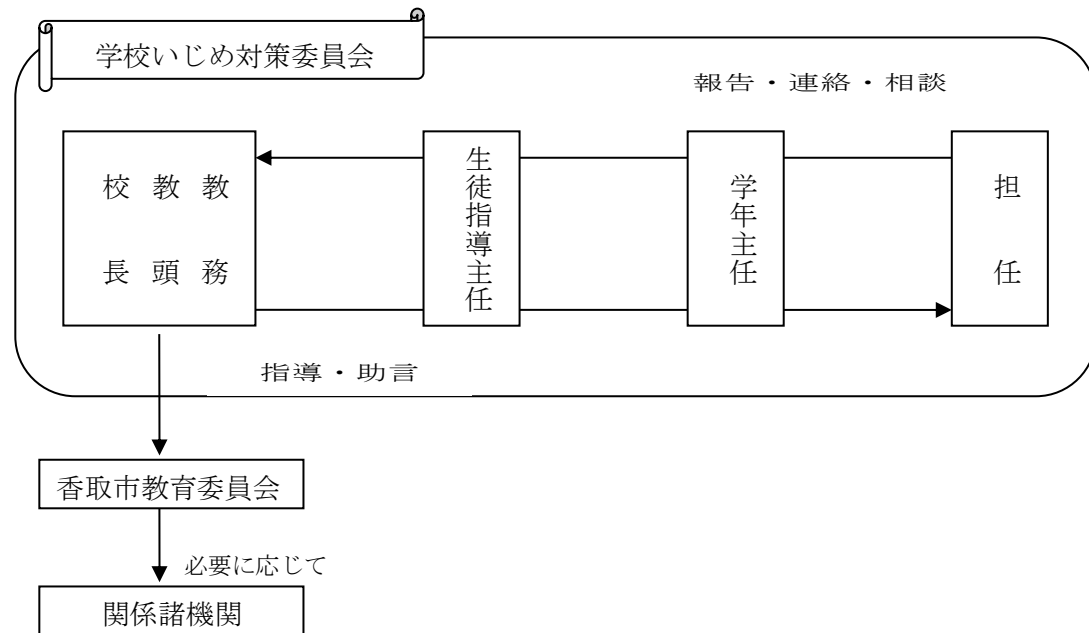 学校いじめ対策委員会
報告・連絡・相談
校長
教頭
教務
生徒指導主任
学年主任
担任
指導・助言
香取市教育委員会
必要に応じて
関係諸機関